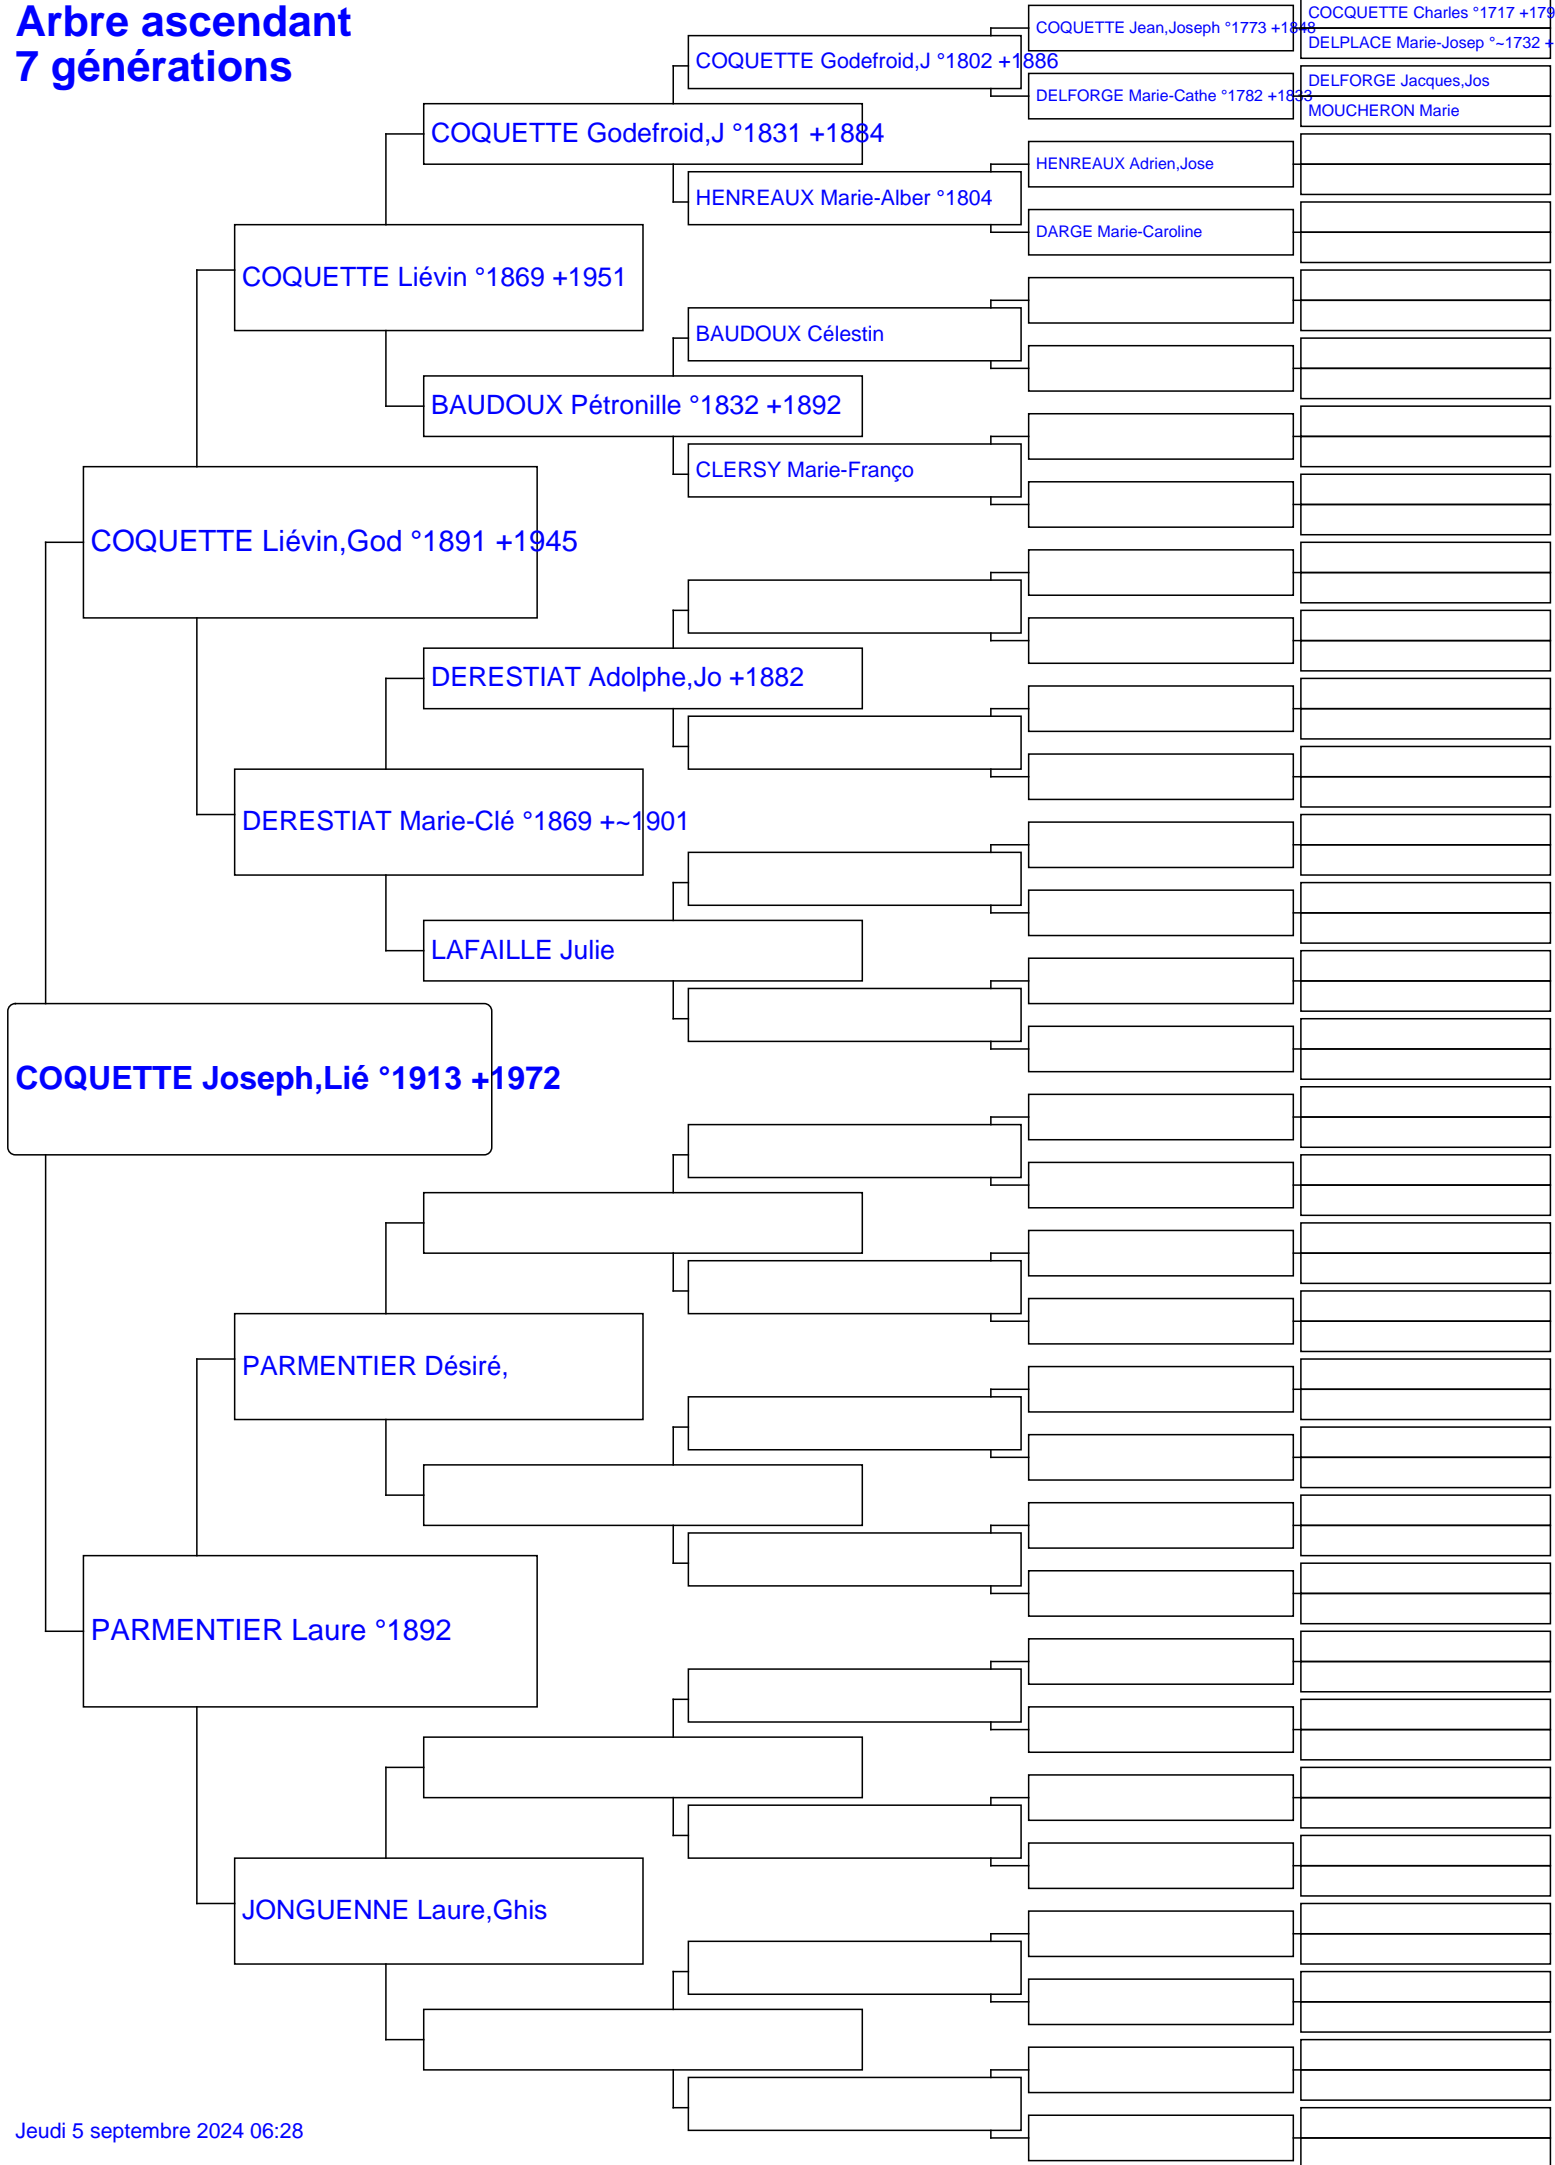 Arbre ascendant
7 générations
COCQUETTE Charles °1717 +179
COQUETTE Jean,Joseph °1773 +1848
DELPLACE Marie-Josep °~1732 +
COQUETTE Godefroid,J °1802 +1886
DELFORGE Jacques,Jos
DELFORGE Marie-Cathe °1782 +1833
MOUCHERON Marie
COQUETTE Godefroid,J °1831 +1884
HENREAUX Adrien,Jose
HENREAUX Marie-Alber °1804
DARGE Marie-Caroline
COQUETTE Liévin °1869 +1951
BAUDOUX Célestin
BAUDOUX Pétronille °1832 +1892
CLERSY Marie-Franço
COQUETTE Liévin,God °1891 +1945
DERESTIAT Adolphe,Jo +1882
DERESTIAT Marie-Clé °1869 +~1901
LAFAILLE Julie
COQUETTE Joseph,Lié °1913 +1972
PARMENTIER Désiré,
PARMENTIER Laure °1892
JONGUENNE Laure,Ghis
Jeudi 5 septembre 2024 06:28